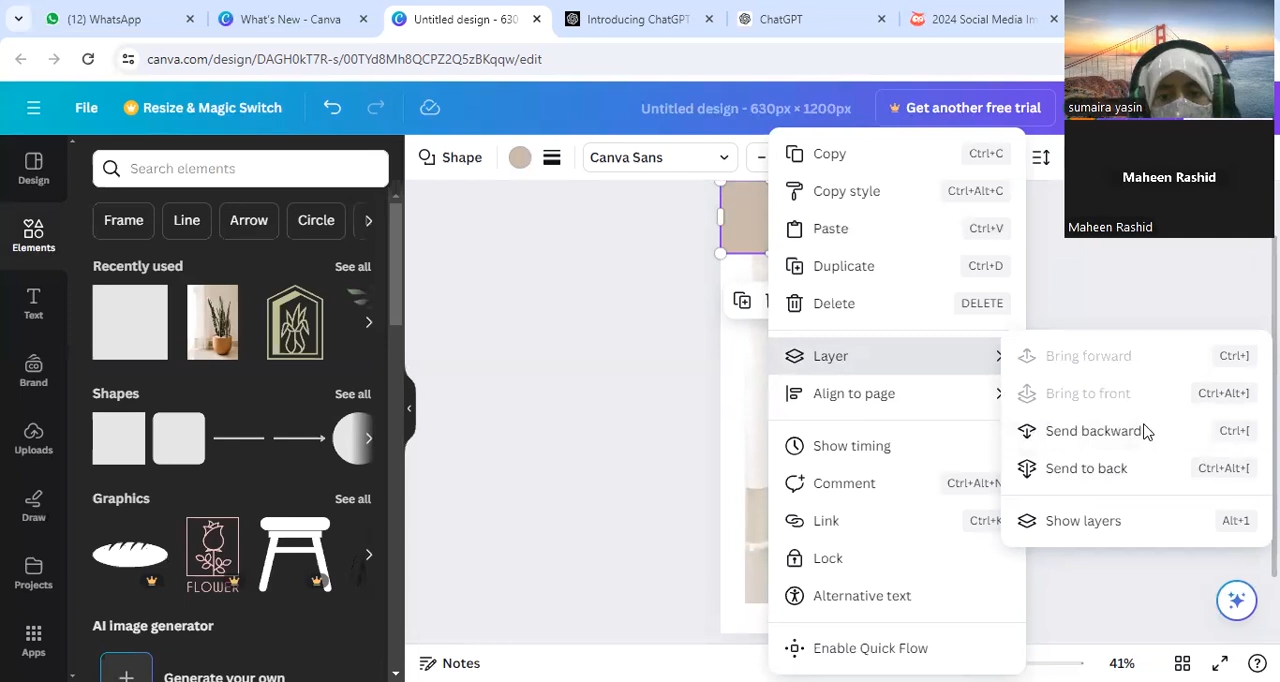 (12) WhatsApp
What's New - Canva
Untitled design - 630
Introducing ChatGPT
ChatGPT
2024 Social Media Im
canva.com/design/DAGH0kT7R-s/00TYd8Mh8QCPZ2Q5zBKqqw/edit
File
Resize & Magic Switch
Untitled design - 630px × 1200px
Get another free trial
sumaira yasin
Maheen Rashid
Maheen Rashid
Design
Elements
Text
Brand
Uploads
Draw
Projects
Apps
Search elements
Frame
Line
Arrow
Circle
Recently used
See all
Shapes
See all
Graphics
See all
FLOWER
AI image generator
Generate your own
Shape
Canva Sans
Copy Ctrl+C
Copy style Ctrl+Alt+C
Paste Ctrl+V
Duplicate Ctrl+D
Delete DELETE
Layer
Align to page
Show timing
Comment Ctrl+Alt+N
Link Ctrl+K
Lock
Alternative text
Enable Quick Flow
Bring forward Ctrl+]
Bring to front Ctrl+Alt+]
Send backward Ctrl+[
Send to back Ctrl+Alt+[
Show layers Alt+1
Notes
41%